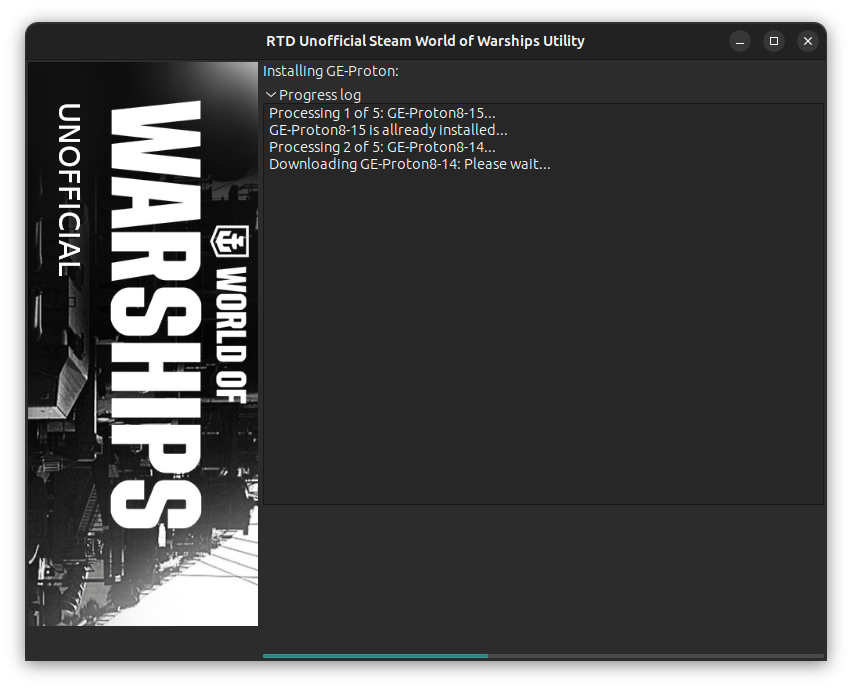 RTD Unofficial Steam World of Warships Utility
UNOFFICIAL
WORLD OF
WARSHIPS
Installing GE-Proton:
Progress log
Processing 1 of 5: GE-Proton8-15...
GE-Proton8-15 is allready installed...
Processing 2 of 5: GE-Proton8-14...
Downloading GE-Proton8-14: Please wait...